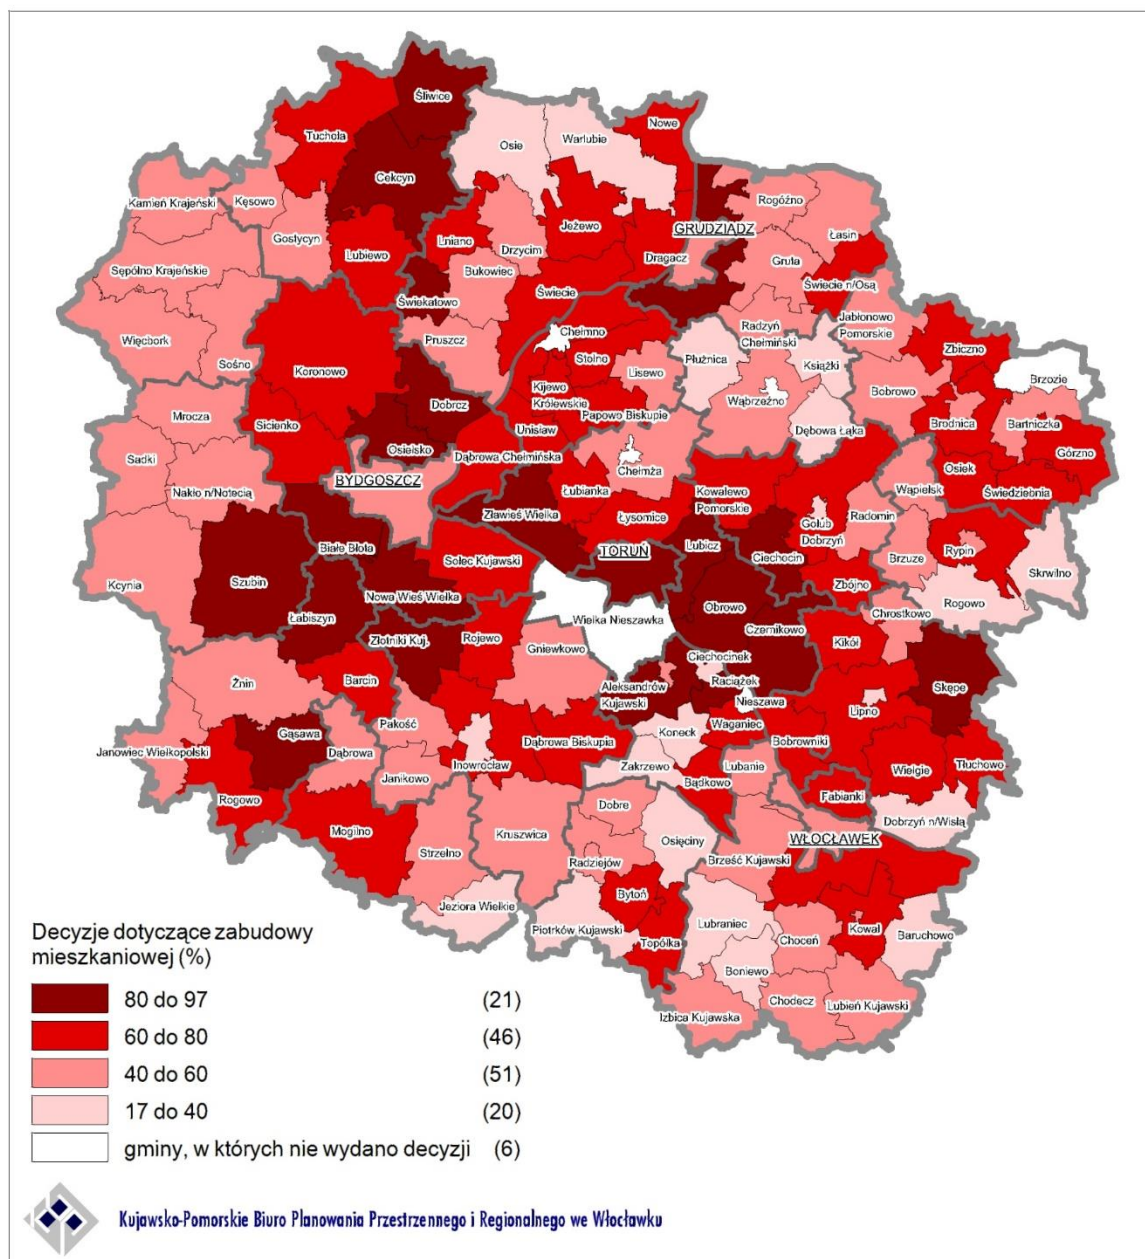 Śliwice
Tuchola
Nowe
Osie
Warlubie
Cekcyn
Kamień Krajeński
Kęsowo
Rogóźno
Łasin
Gostycyn
Lniano
Jeżewo
GRUDZIĄDZ
Lubiewo
Drzycim
Dragacz
Gruta
Sępólno Krajeńskie
Bukowiec
Świecie n/Osą
Świekatowo
Świecie
Jabłonowo
Pomorskie
Radzyń
Chełmiński
Chełmno
Pruszcz
Więcbork
Sośno
Stolno
Płużnica
Książki
Zbiczno
Koronowo
Lisewo
Brzozie
Kijewo
Królewskie
Bobrowo
Dobrcz
Wąbrzeźno
Mrocza
Papowo Biskupie
Brodnica
Bartniczka
Sicienko
Unisław
Dębowa Łąka
Osielsko
Dąbrowa Chełmińska
Górzno
Sadki
Chełmża
Osiek
BYDGOSZCZ
Wąpielsk
Świedziebnia
Nakło n/Notecią
Łubianka
Kowalewo
Pomorskie
Zławieś Wielka
Łysomice
Golub
Dobrzyń
Radomin
Białe Błota
TORUŃ
Lubicz
Ciechocin
Brzuze
Rypin
Solec Kujawski
Skrwilno
Szubin
Kcynia
Zbójno
Nowa Wieś Wielka
Rogowo
Łabiszyn
Obrowo
Chrostkowo
Wielka Nieszawka
Czernikowo
Złotniki Kuj.
Rojewo
Kikół
Gniewkowo
Ciechocinek
Żnin
Barcin
Aleksandrów
Kujawski
Raciążek
Skępe
Nieszawa
Lipno
Pakość
Waganiec
Gąsawa
Koneck
Janowiec Wielkopolski
Dąbrowa
Dąbrowa Biskupia
Bobrowniki
Inowrocław
Zakrzewo
Lubanie
Wielgie
Tłuchowo
Janikowo
Bądkowo
Rogowo
Fabianki
Dobre
Dobrzyń n/Wisłą
Mogilno
Kruszwica
Osięciny
WŁOCŁAWEK
Strzelno
Radziejów
Brześć Kujawski
Bytoń
Jeziora Wielkie
Lubraniec
Kowal
Piotrków Kujawski
Choceń
Baruchowo
Topólka
Boniewo
Chodecz
Lubień Kujawski
Izbica Kujawska
Decyzje dotyczące zabudowy
mieszkaniowej (%)
80 do 97 (21)
60 do 80 (46)
40 do 60 (51)
17 do 40 (20)
gminy, w których nie wydano decyzji (6)
Kujawsko-Pomorskie Biuro Planowania Przestrzennego i Regionalnego we Włocławku